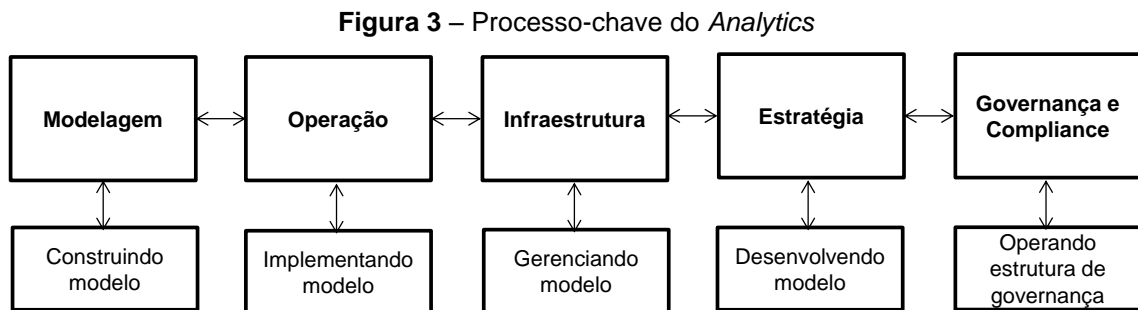 Figura 3 – Processo-chave do Analytics
Modelagem
Operação
Infraestrutura
Estratégia
Governança e
Compliance
Construindo
modelo
Implementando
modelo
Gerenciando
modelo
Desenvolvendo
modelo
Operando
estrutura de
governança